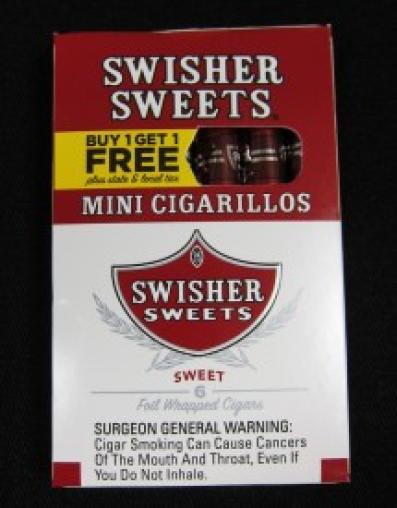 SWISHER
SWEETS
BUY 1 GET 1
FREE
plus state & local tax
MINI CIGARILLOS
SWISHER
SWEETS
SWEET
6
Foil Wrapped Cigars
SURGEON GENERAL WARNING:
Cigar Smoking Can Cause Cancers
Of The Mouth And Throat, Even If
You Do Not Inhale.